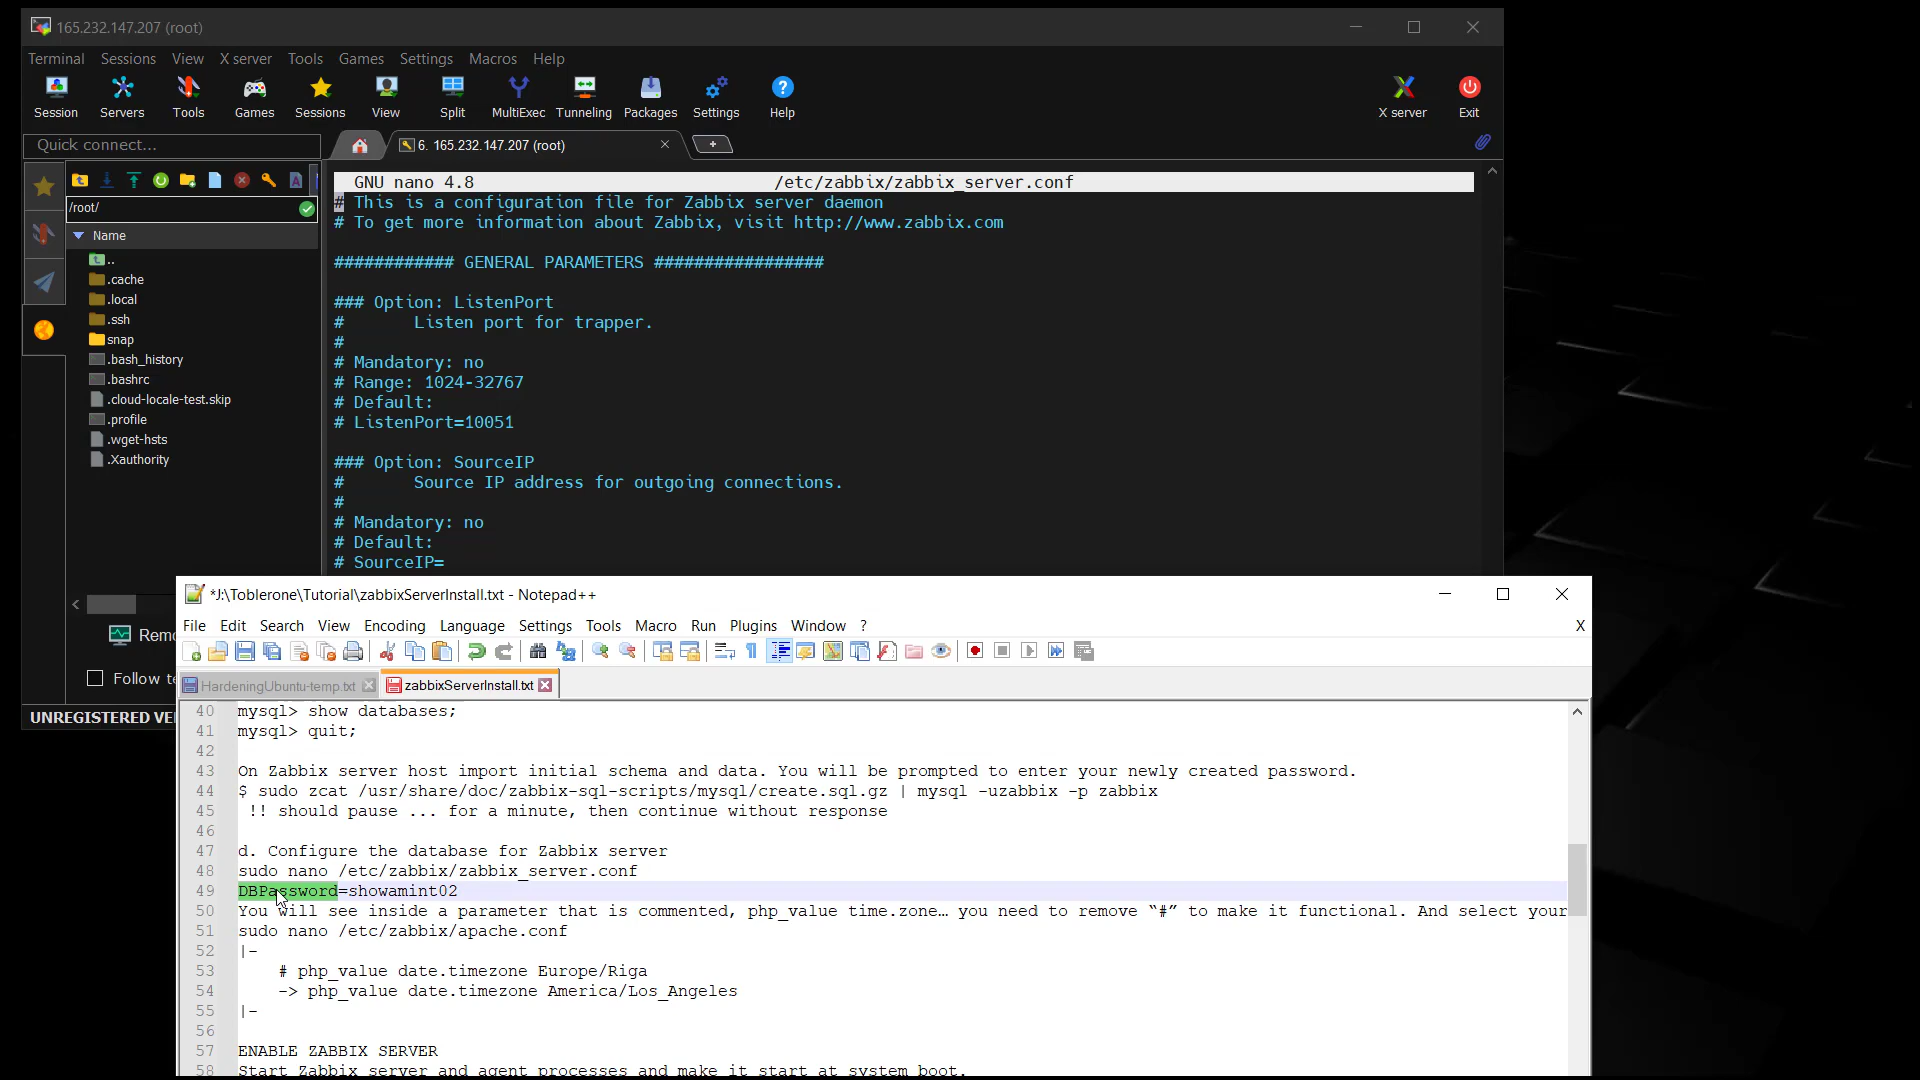 165.232.147.207 (root)
Terminal Sessions View X server Tools Games Settings Macros Help
Session Servers Tools Games Sessions View Split MultiExec Tunneling Packages Settings Help X server Exit
Quick connect...
6. 165.232.147.207 (root)
/root/
Name
..
.cache
.local
.ssh
snap
.bash_history
.bashrc
.cloud-locale-test.skip
.profile
.wget-hsts
.Xauthority
GNU nano 4.8 /etc/zabbix/zabbix_server.conf
# This is a configuration file for Zabbix server daemon
# To get more information about Zabbix, visit http://www.zabbix.com
############ GENERAL PARAMETERS #################
### Option: ListenPort
# Listen port for trapper.
#
# Mandatory: no
# Range: 1024-32767
# Default:
# ListenPort=10051
### Option: SourceIP
# Source IP address for outgoing connections.
#
# Mandatory: no
# Default:
# SourceIP=
Remo
Follow te
UNREGISTERED VE
*J:\Toblerone\Tutorial\zabbixServerInstall.txt - Notepad++
File Edit Search View Encoding Language Settings Tools Macro Run Plugins Window ? X
HardeningUbuntu-temp.txt zabbixServerInstall.txt
40 mysql> show databases;
41 mysql> quit;
42
43 On Zabbix server host import initial schema and data. You will be prompted to enter your newly created password.
44 $ sudo zcat /usr/share/doc/zabbix-sql-scripts/mysql/create.sql.gz | mysql -uzabbix -p zabbix
45 !! should pause ... for a minute, then continue without response
46
47 d. Configure the database for Zabbix server
48 sudo nano /etc/zabbix/zabbix_server.conf
49 DBPassword=showamint02
50 You will see inside a parameter that is commented, php_value time.zone… you need to remove “#” to make it functional. And select your
51 sudo nano /etc/zabbix/apache.conf
52 |-
53 # php_value date.timezone Europe/Riga
54 -> php_value date.timezone America/Los_Angeles
55 |-
56
57 ENABLE ZABBIX SERVER
58 Start Zabbix server and agent processes and make it start at system boot.